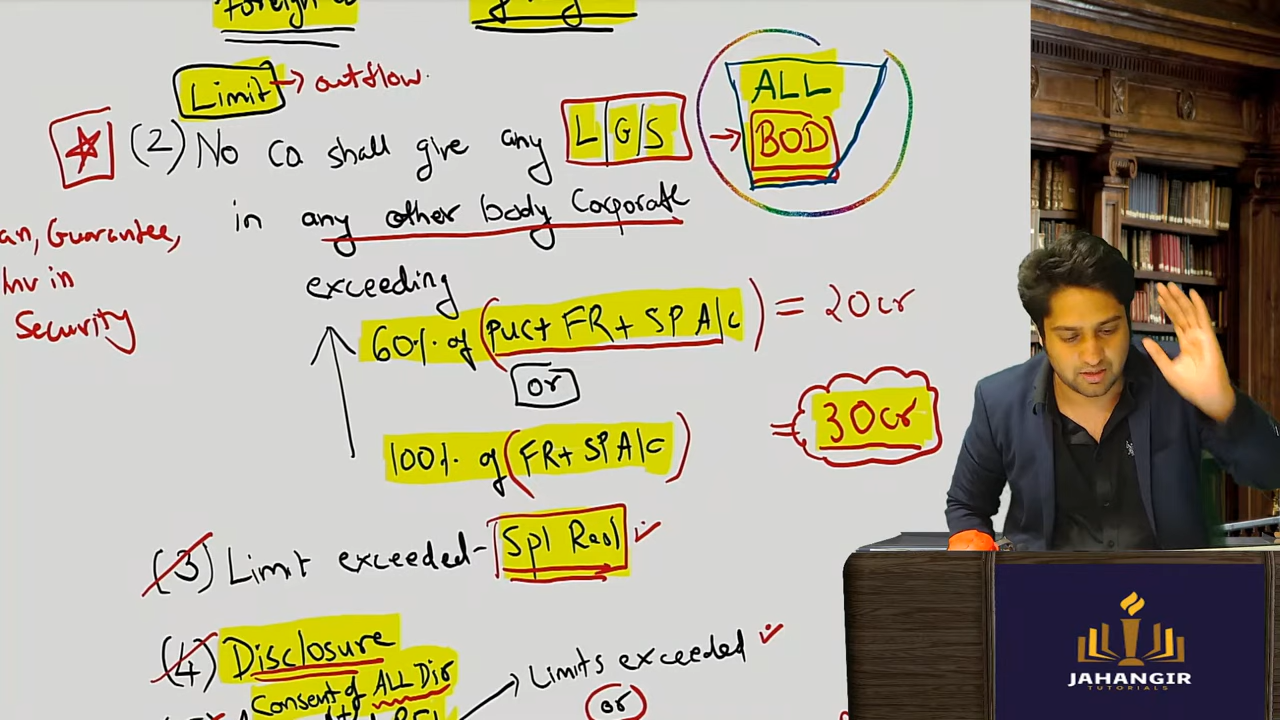 Limit → outflow.
ALL
BOD
(2) No Co shall give any L G/S
in any other body Corporate
an, Guarantee,
Inv in
Security
exceeding
60% of (PUC+ FR+ SP A/c) = 20cr
or
100% of (FR+ SP A/c) = 30cr
(3) Limit exceeded - Spl Resl
(4) Disclosure
Consent of ALL Dir
Limits exceeded
or
JAHANGIR
TUTORIALS